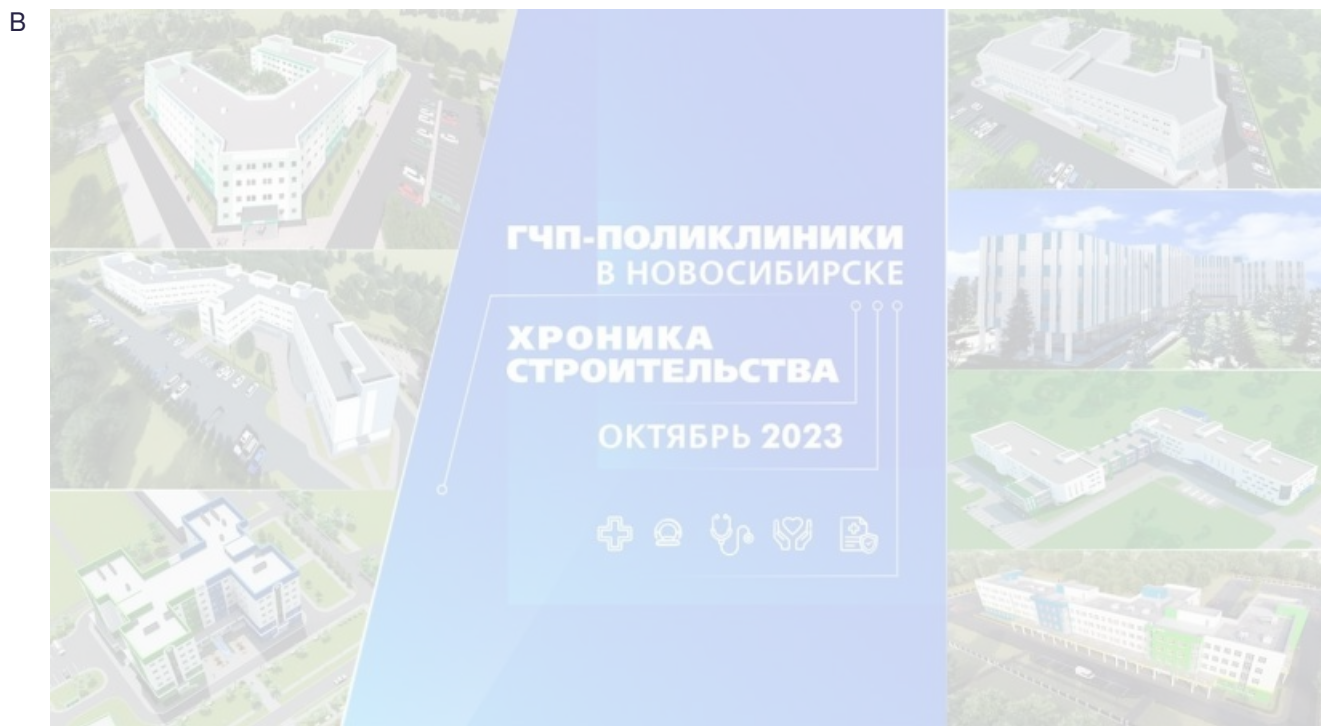 В
ГЧП-ПОЛИКЛИНИКИ
В НОВОСИБИРСКЕ
ХРОНИКА
СТРОИТЕЛЬСТВА
ОКТЯБРЬ 2023